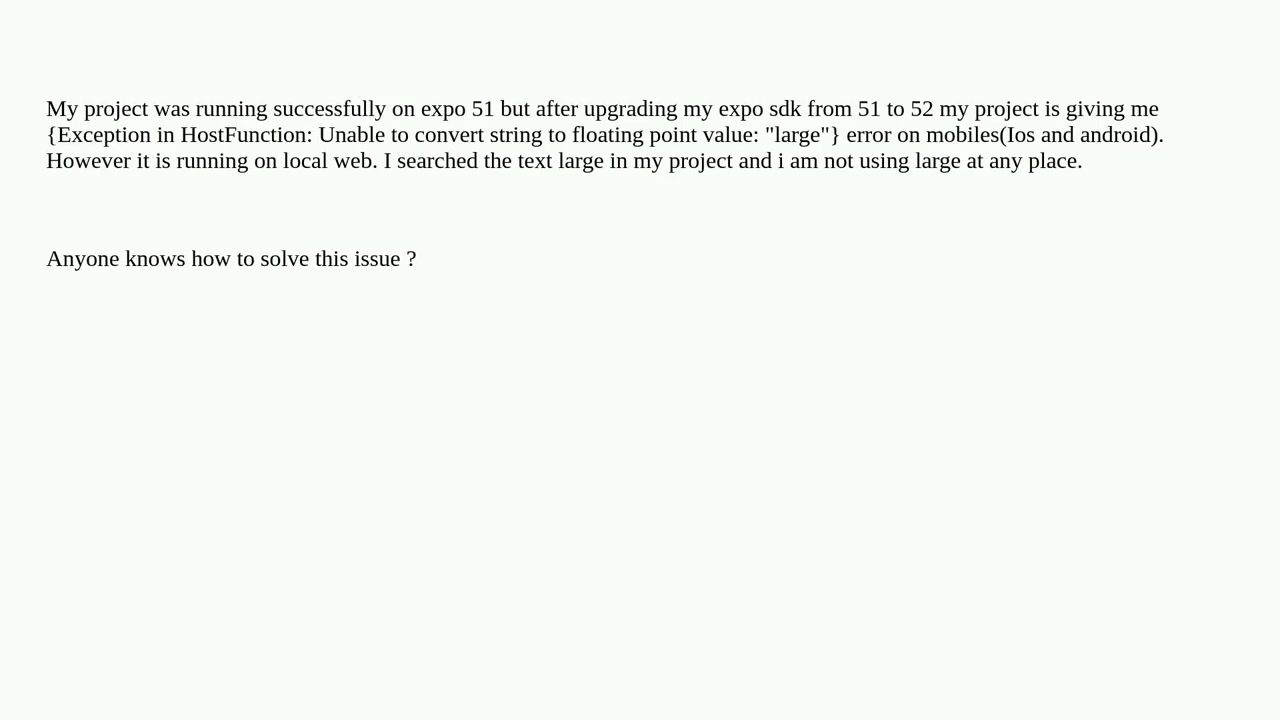 My project was running successfully on expo 51 but after upgrading my expo sdk from 51 to 52 my project is giving me
{Exception in HostFunction: Unable to convert string to floating point value: "large"} error on mobiles(Ios and android).
However it is running on local web. I searched the text large in my project and i am not using large at any place.
Anyone knows how to solve this issue ?